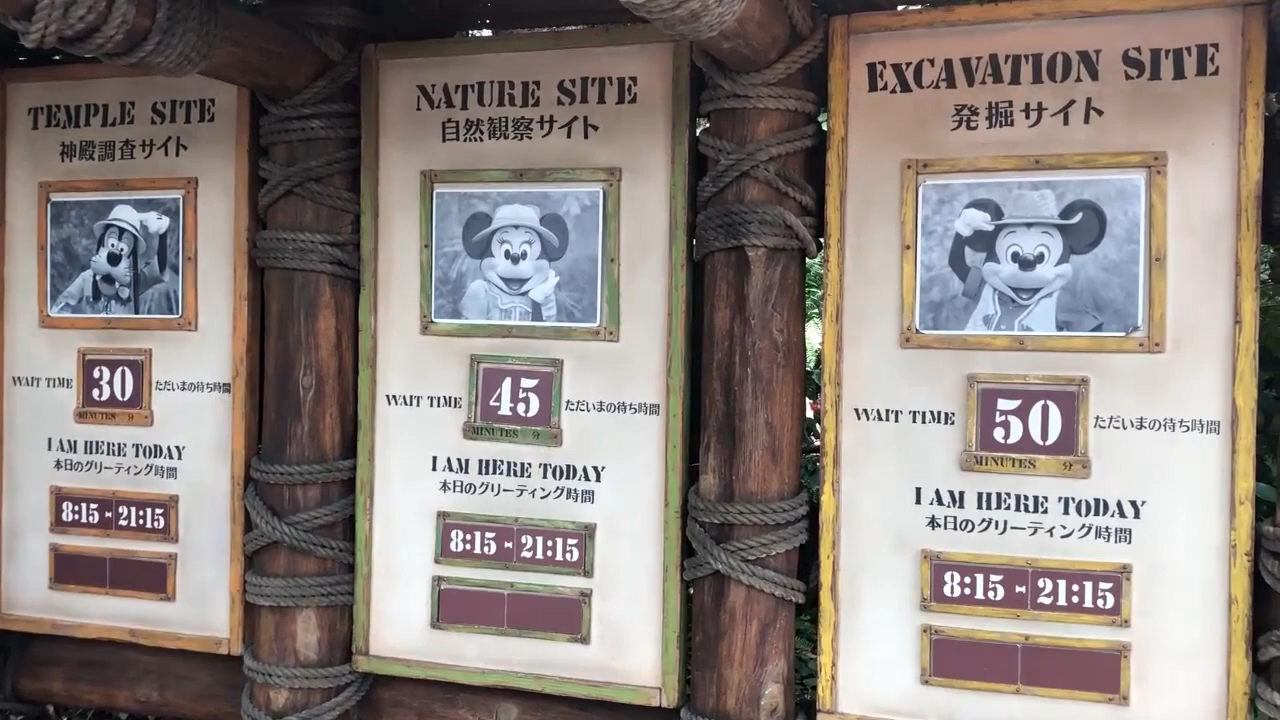 TEMPLE SITE
神殿調査サイト
WAIT TIME 30 ただいまの待ち時間
MINUTES 分
I AM HERE TODAY
本日のグリーティング時間
8:15 - 21:15
NATURE SITE
自然観察サイト
WAIT TIME 45 ただいまの待ち時間
MINUTES 分
I AM HERE TODAY
本日のグリーティング時間
8:15 - 21:15
EXCAVATION SITE
発掘サイト
WAIT TIME 50 ただいまの待ち時間
MINUTES 分
I AM HERE TODAY
本日のグリーティング時間
8:15 - 21:15